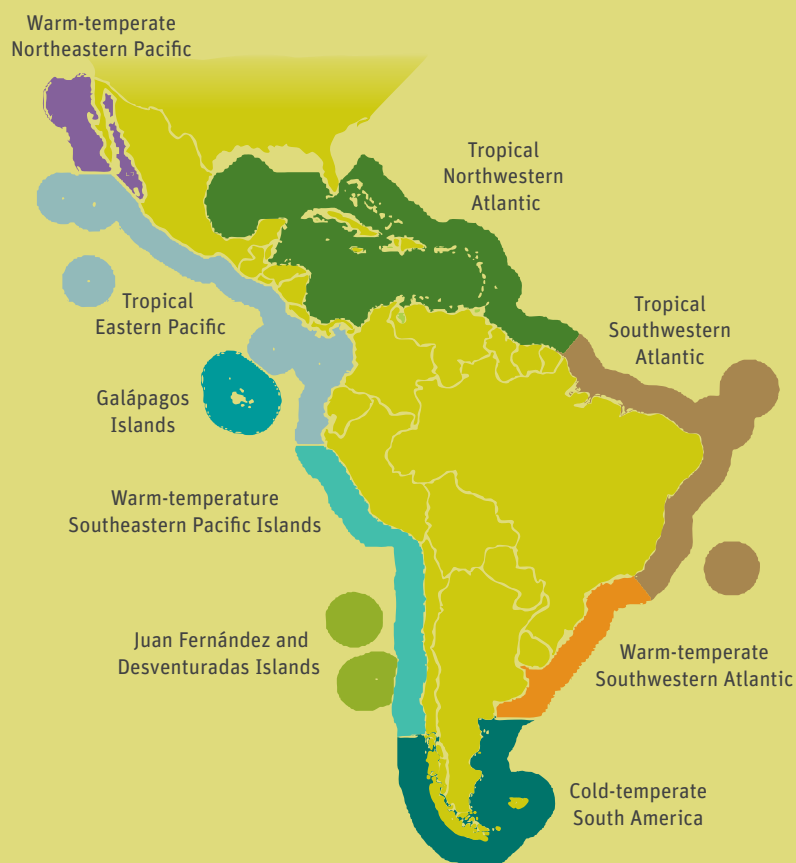 Warm-temperate
Northeastern Pacific
Tropical
Northwestern
Atlantic
Tropical
Eastern Pacific
Tropical
Southwestern
Atlantic
Galápagos
Islands
Warm-temperature
Southeastern Pacific Islands
Juan Fernández and
Desventuradas Islands
Warm-temperate
Southwestern Atlantic
Cold-temperate
South America